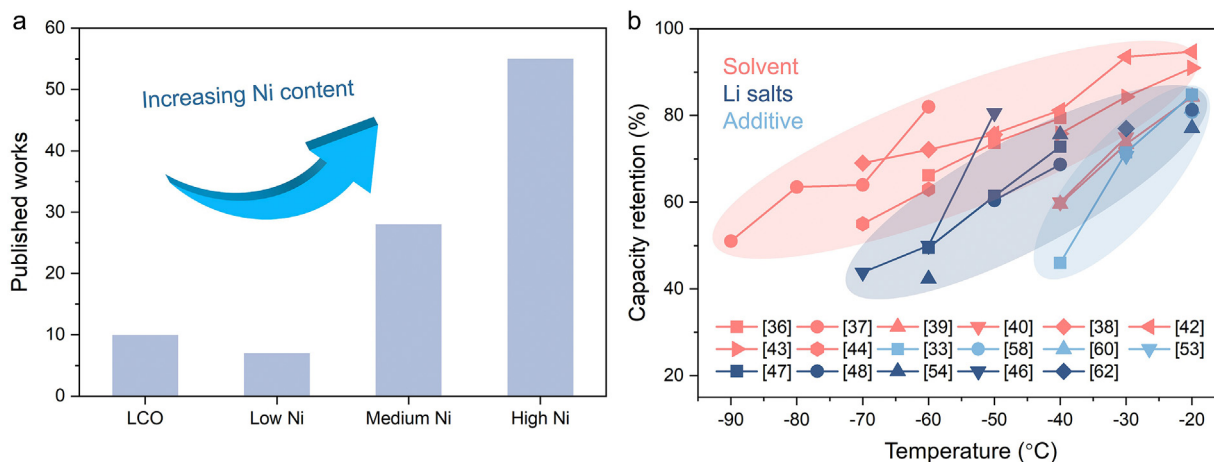 a
Published works
60
50
40
30
20
10
0
Increasing Ni content
LCO Low Ni Medium Ni High Ni
b
Capacity retention (%)
100
80
60
40
20
Solvent
Li salts
Additive
[36] [37] [39] [40] [38] [42]
[43] [44] [33] [58] [60] [53]
[47] [48] [54] [46] [62]
-90 -80 -70 -60 -50 -40 -30 -20
Temperature (°C)